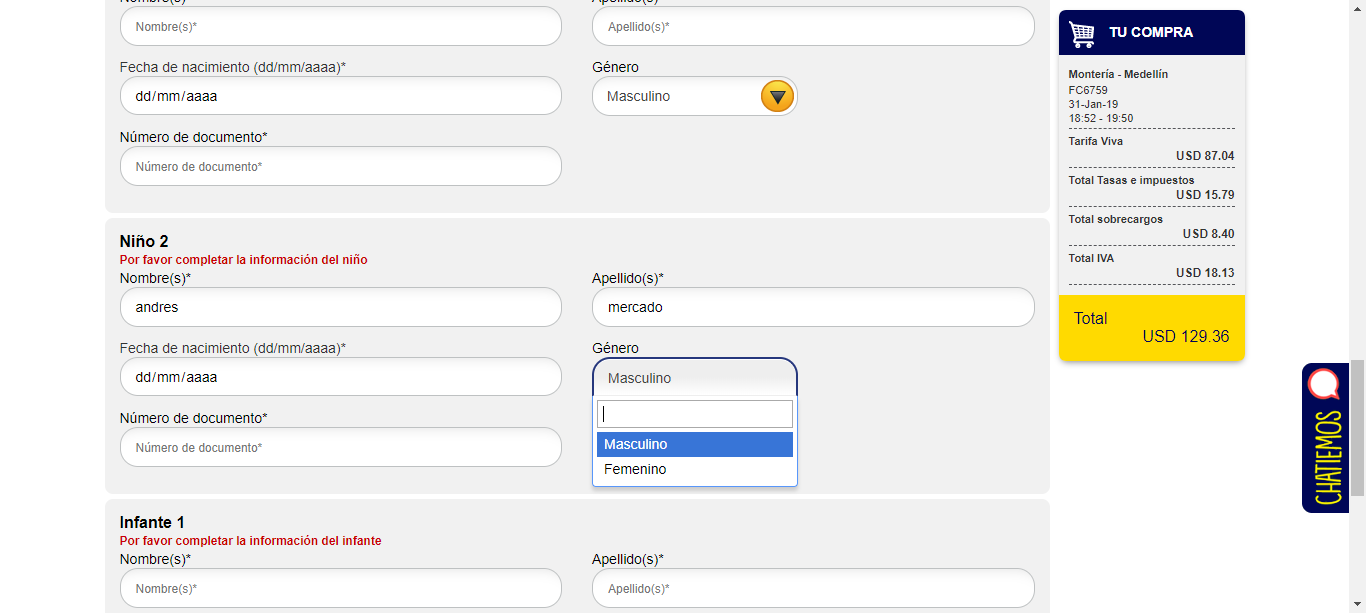 Nombre(s)*
Apellido(s)*
Nombre(s)*
Apellido(s)*
Fecha de nacimiento (dd/mm/aaaa)*
Género
dd/mm/aaaa
Masculino
Número de documento*
Número de documento*
Niño 2
Por favor completar la información del niño
Nombre(s)*
Apellido(s)*
andres
mercado
Fecha de nacimiento (dd/mm/aaaa)*
Género
dd/mm/aaaa
Masculino
Número de documento*
Número de documento*
Masculino
Femenino
Infante 1
Por favor completar la información del infante
Nombre(s)*
Apellido(s)*
Nombre(s)*
Apellido(s)*
TU COMPRA
Montería - Medellín
FC6759
31-Jan-19
18:52 - 19:50
Tarifa Viva
USD 87.04
Total Tasas e impuestos
USD 15.79
Total sobrecargos
USD 8.40
Total IVA
USD 18.13
Total
USD 129.36
CHATIEMOS